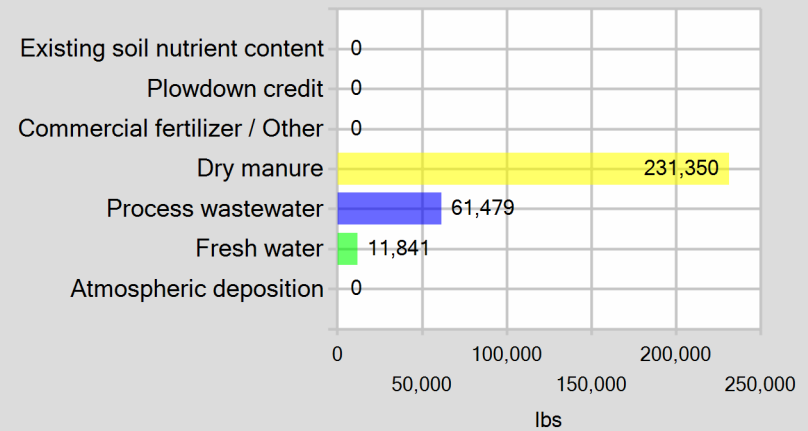 Existing soil nutrient content 0
Plowdown credit 0
Commercial fertilizer / Other 0
Dry manure 231,350
Process wastewater 61,479
Fresh water 11,841
Atmospheric deposition 0
0 100,000 200,000
50,000 150,000 250,000
lbs